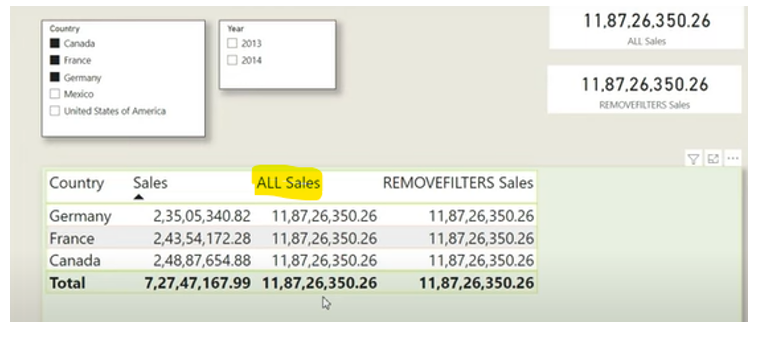 Country
Canada
France
Germany
Mexico
United States of America
Year
2013
2014
11,87,26,350.26
ALL Sales
11,87,26,350.26
REMOVEFILTERS Sales
Country Sales ALL Sales REMOVEFILTERS Sales
Germany 2,35,05,340.82 11,87,26,350.26 11,87,26,350.26
France 2,43,54,172.28 11,87,26,350.26 11,87,26,350.26
Canada 2,48,87,654.88 11,87,26,350.26 11,87,26,350.26
Total 7,27,47,167.99 11,87,26,350.26 11,87,26,350.26